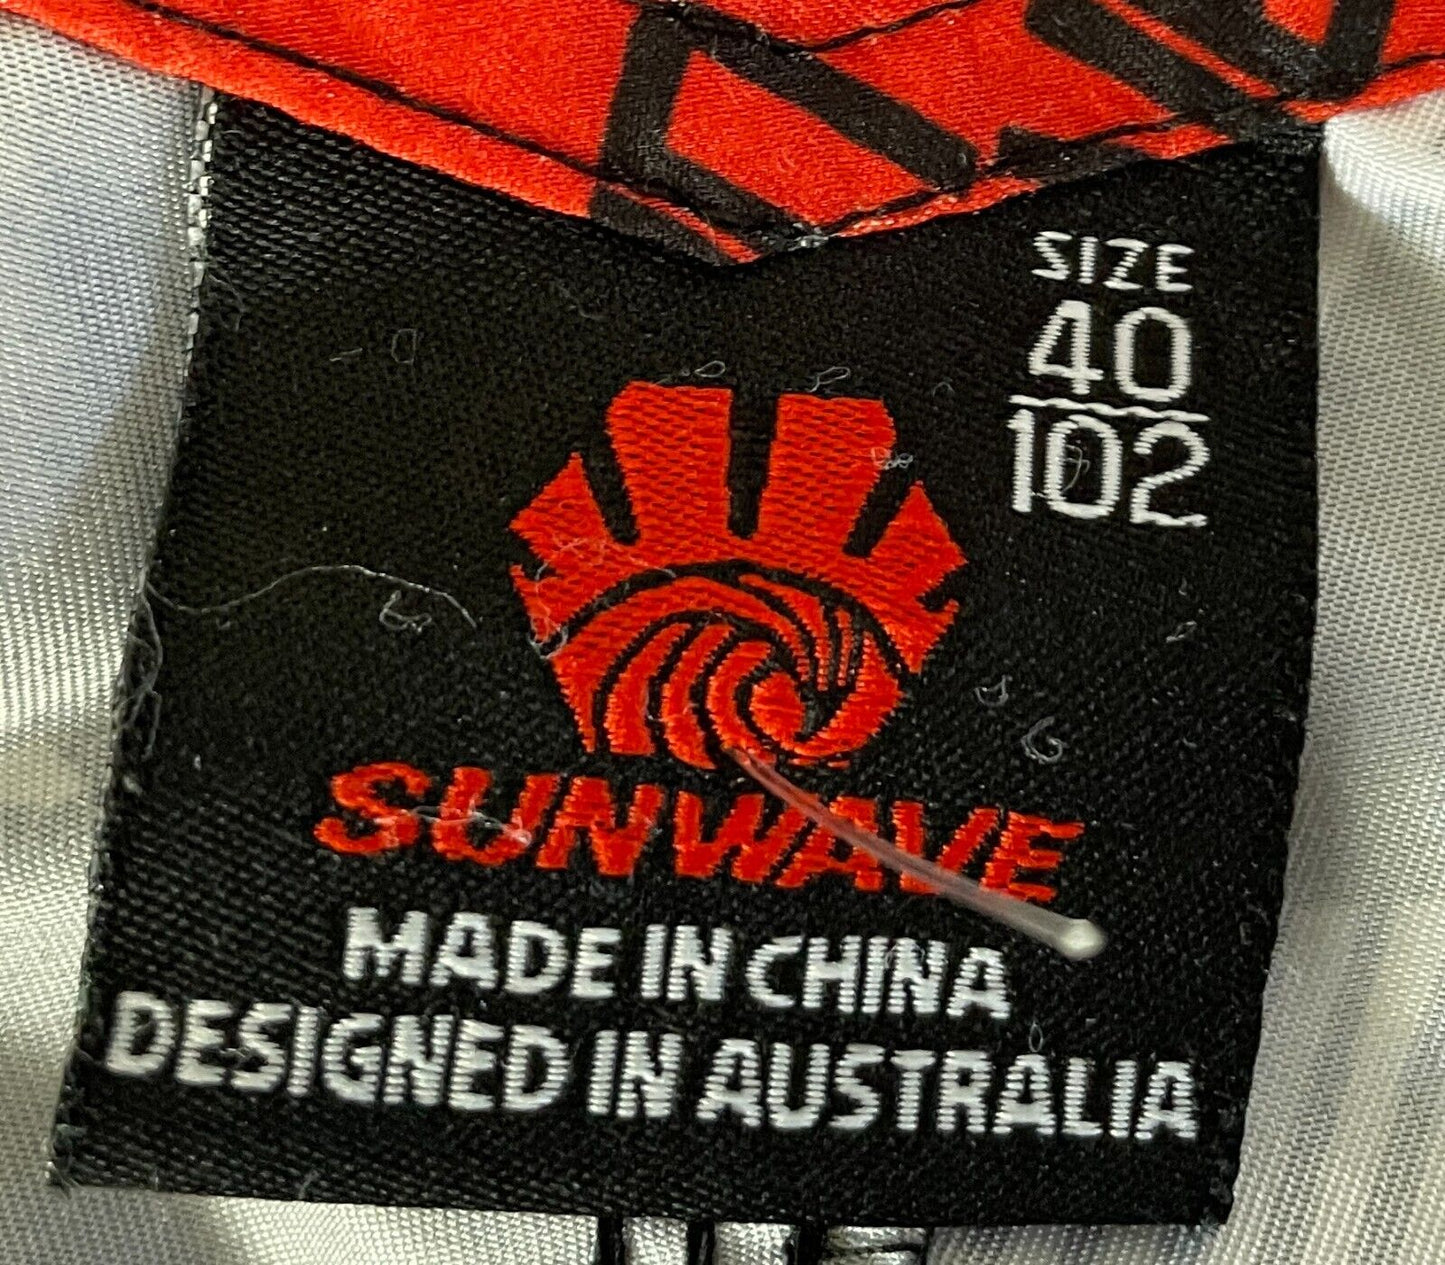 SIZE
40
102
SUNWAVE
MADE IN CHINA
DESIGNED IN AUSTRALIA